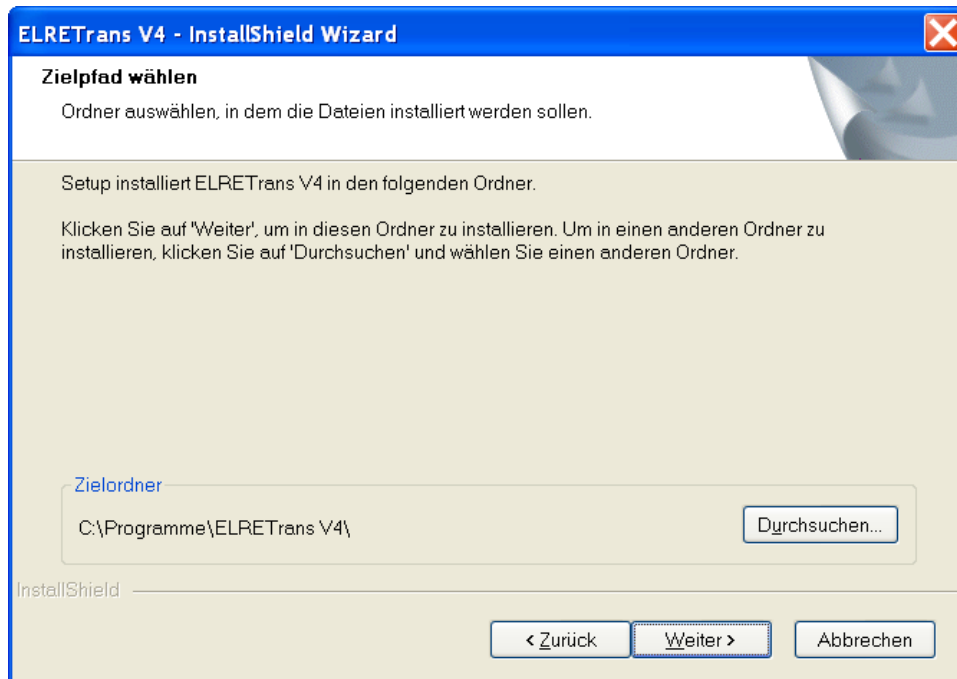 ELRETrans V4 - InstallShield Wizard
Zielpfad wählen
Ordner auswählen, in dem die Dateien installiert werden sollen.
Setup installiert ELRETrans V4 in den folgenden Ordner.
Klicken Sie auf 'Weiter', um in diesen Ordner zu installieren. Um in einen anderen Ordner zu
installieren, klicken Sie auf 'Durchsuchen' und wählen Sie einen anderen Ordner.
Zielordner
C:\Programme\ELRETrans V4\
Durchsuchen...
InstallShield
< Zurück
Weiter >
Abbrechen